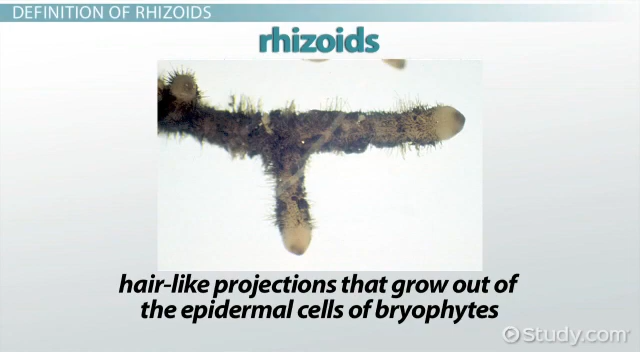 DEFINITION OF RHIZOIDS
rhizoids
hair-like projections that grow out of
the epidermal cells of bryophytes
Study.com